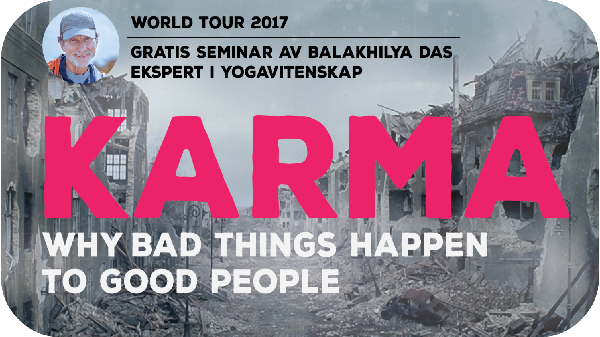 WORLD TOUR 2017
GRATIS SEMINAR AV BALAKHILYA DAS
EKSPERT I YOGAVITENSKAP
KARMA
WHY BAD THINGS HAPPEN
TO GOOD PEOPLE